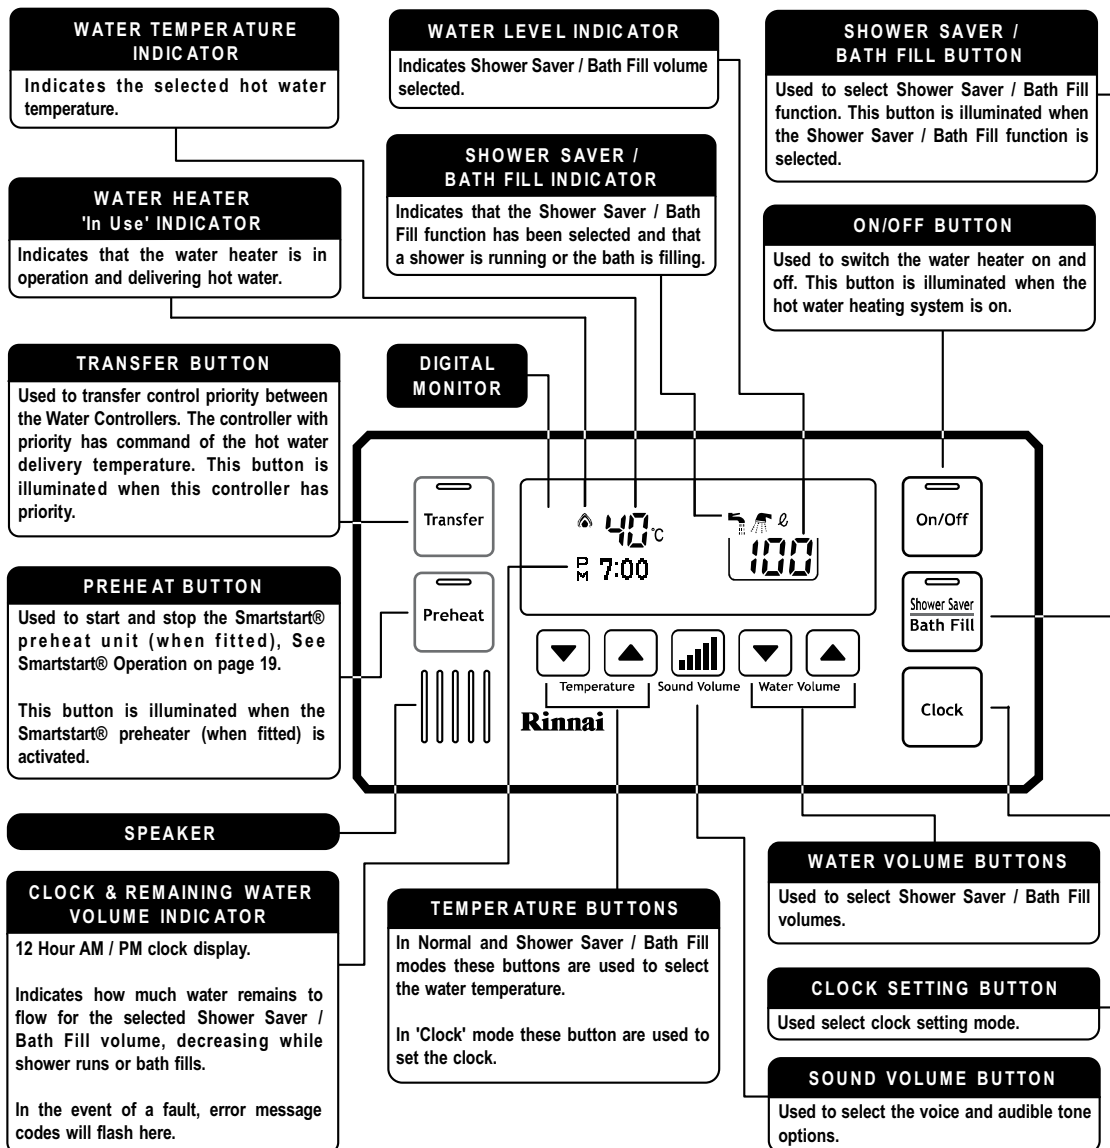 WATER TEMPERATURE
INDICATOR
Indicates the selected hot water
temperature.
WATER LEVEL INDICATOR
Indicates Shower Saver / Bath Fill volume
selected.
SHOWER SAVER /
BATH FILL BUTTON
Used to select Shower Saver / Bath Fill
function. This button is illuminated when
the Shower Saver / Bath Fill function is
selected.
WATER HEATER
'In Use' INDICATOR
Indicates that the water heater is in
operation and delivering hot water.
SHOWER SAVER /
BATH FILL INDICATOR
Indicates that the Shower Saver / Bath
Fill function has been selected and that
a shower is running or the bath is filling.
ON/OFF BUTTON
Used to switch the water heater on and
off. This button is illuminated when the
hot water heating system is on.
TRANSFER BUTTON
Used to transfer control priority between
the Water Controllers. The controller with
priority has command of the hot water
delivery temperature. This button is
illuminated when this controller has
priority.
DIGITAL
MONITOR
PREHEAT BUTTON
Used to start and stop the Smartstart®
preheat unit (when fitted), See
Smartstart® Operation on page 19.
This button is illuminated when the
Smartstart® preheater (when fitted) is
activated.
Transfer
Preheat
40°C
PM 7:00
ℓ
100
On/Off
Shower Saver
Bath Fill
Clock
Temperature
Sound Volume
Water Volume
Rinnai
SPEAKER
CLOCK & REMAINING WATER
VOLUME INDICATOR
12 Hour AM / PM clock display.
Indicates how much water remains to
flow for the selected Shower Saver /
Bath Fill volume, decreasing while
shower runs or bath fills.
In the event of a fault, error message
codes will flash here.
TEMPERATURE BUTTONS
In Normal and Shower Saver / Bath Fill
modes these buttons are used to select
the water temperature.
In 'Clock' mode these button are used to
set the clock.
WATER VOLUME BUTTONS
Used to select Shower Saver / Bath Fill
volumes.
CLOCK SETTING BUTTON
Used select clock setting mode.
SOUND VOLUME BUTTON
Used to select the voice and audible tone
options.